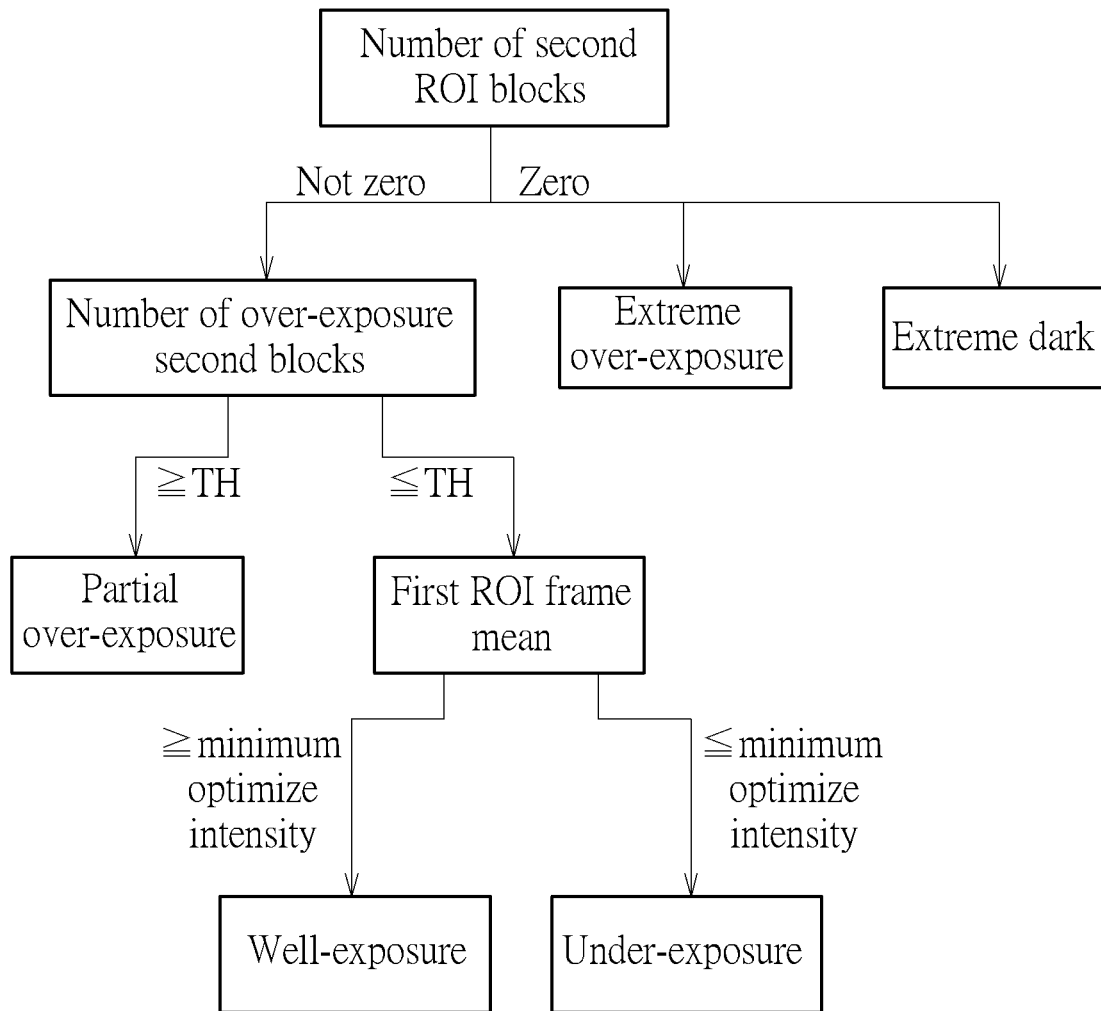 Number of second
ROI blocks
Not zero
Zero
Number of over-exposure
second blocks
Extreme
over-exposure
Extreme dark
≧TH
≦TH
Partial
over-exposure
First ROI frame
mean
≧minimum
optimize
intensity
≦minimum
optimize
intensity
Well-exposure
Under-exposure